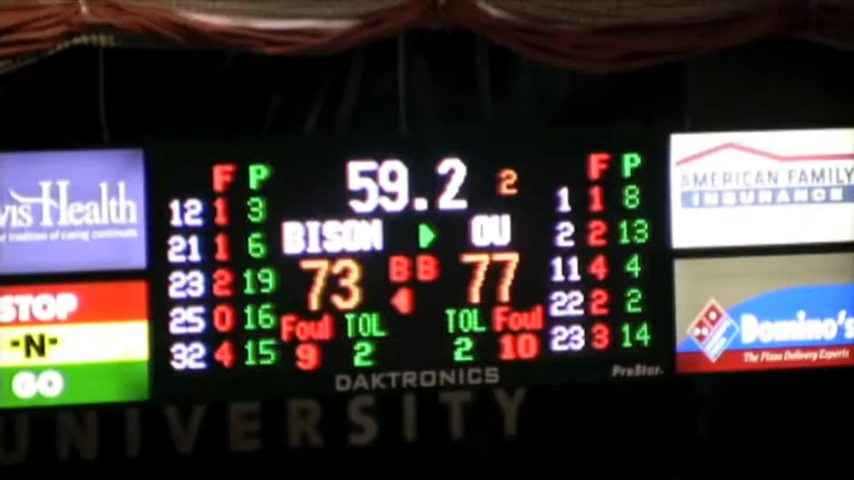 vis Health
tradition of caring continues
STOP
-N-
GO
F P
12 1 3
21 1 6
23 2 19
25 0 16
32 4 15
59.2 2
BISON OU
73 BB 77
Foul TOL TOL Foul
9 2 2 10
F P
1 1 8
2 2 13
11 4 4
22 2 2
23 3 14
DAKTRONICS
ProStar.
AMERICAN FAMILY
INSURANCE
Domino's
The Pizza Delivery Experts
UNIVERSITY